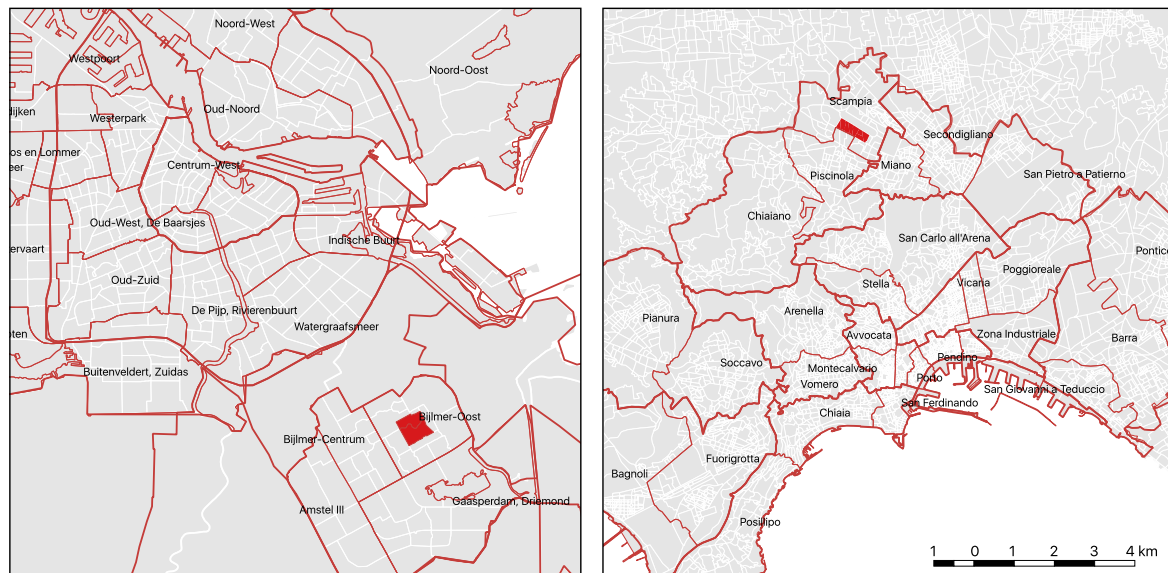 Noord-West
Westpoort
Noord-Oost
Oud-Noord
dijken
Westerpark
os en Lommer
eer
Centrum-West
Oud-West, De Baarsjes
Indische Buurt
ervaart
Oud-Zuid
De Pijp, Rivierenbuurt
Watergraafsmeer
ten
Buitenveldert, Zuidas
Bijlmer-Oost
Bijlmer-Centrum
Gaasperdam, Driemond
Amstel III
Scampia
Secondigliano
Miano
Piscinola
San Pietro a Patierno
Chiaiano
San Carlo all'Arena
Pontice
Poggioreale
Stella
Vicaria
Arenella
Pianura
Avvocata
Zona Industriale
Barra
Pendino
Soccavo
Montecalvario
Porto
Vomero
San Giovanni a Teduccio
San Ferdinando
Chiaia
Fuorigrotta
Bagnoli
Posillipo
1 0 1 2 3 4 km